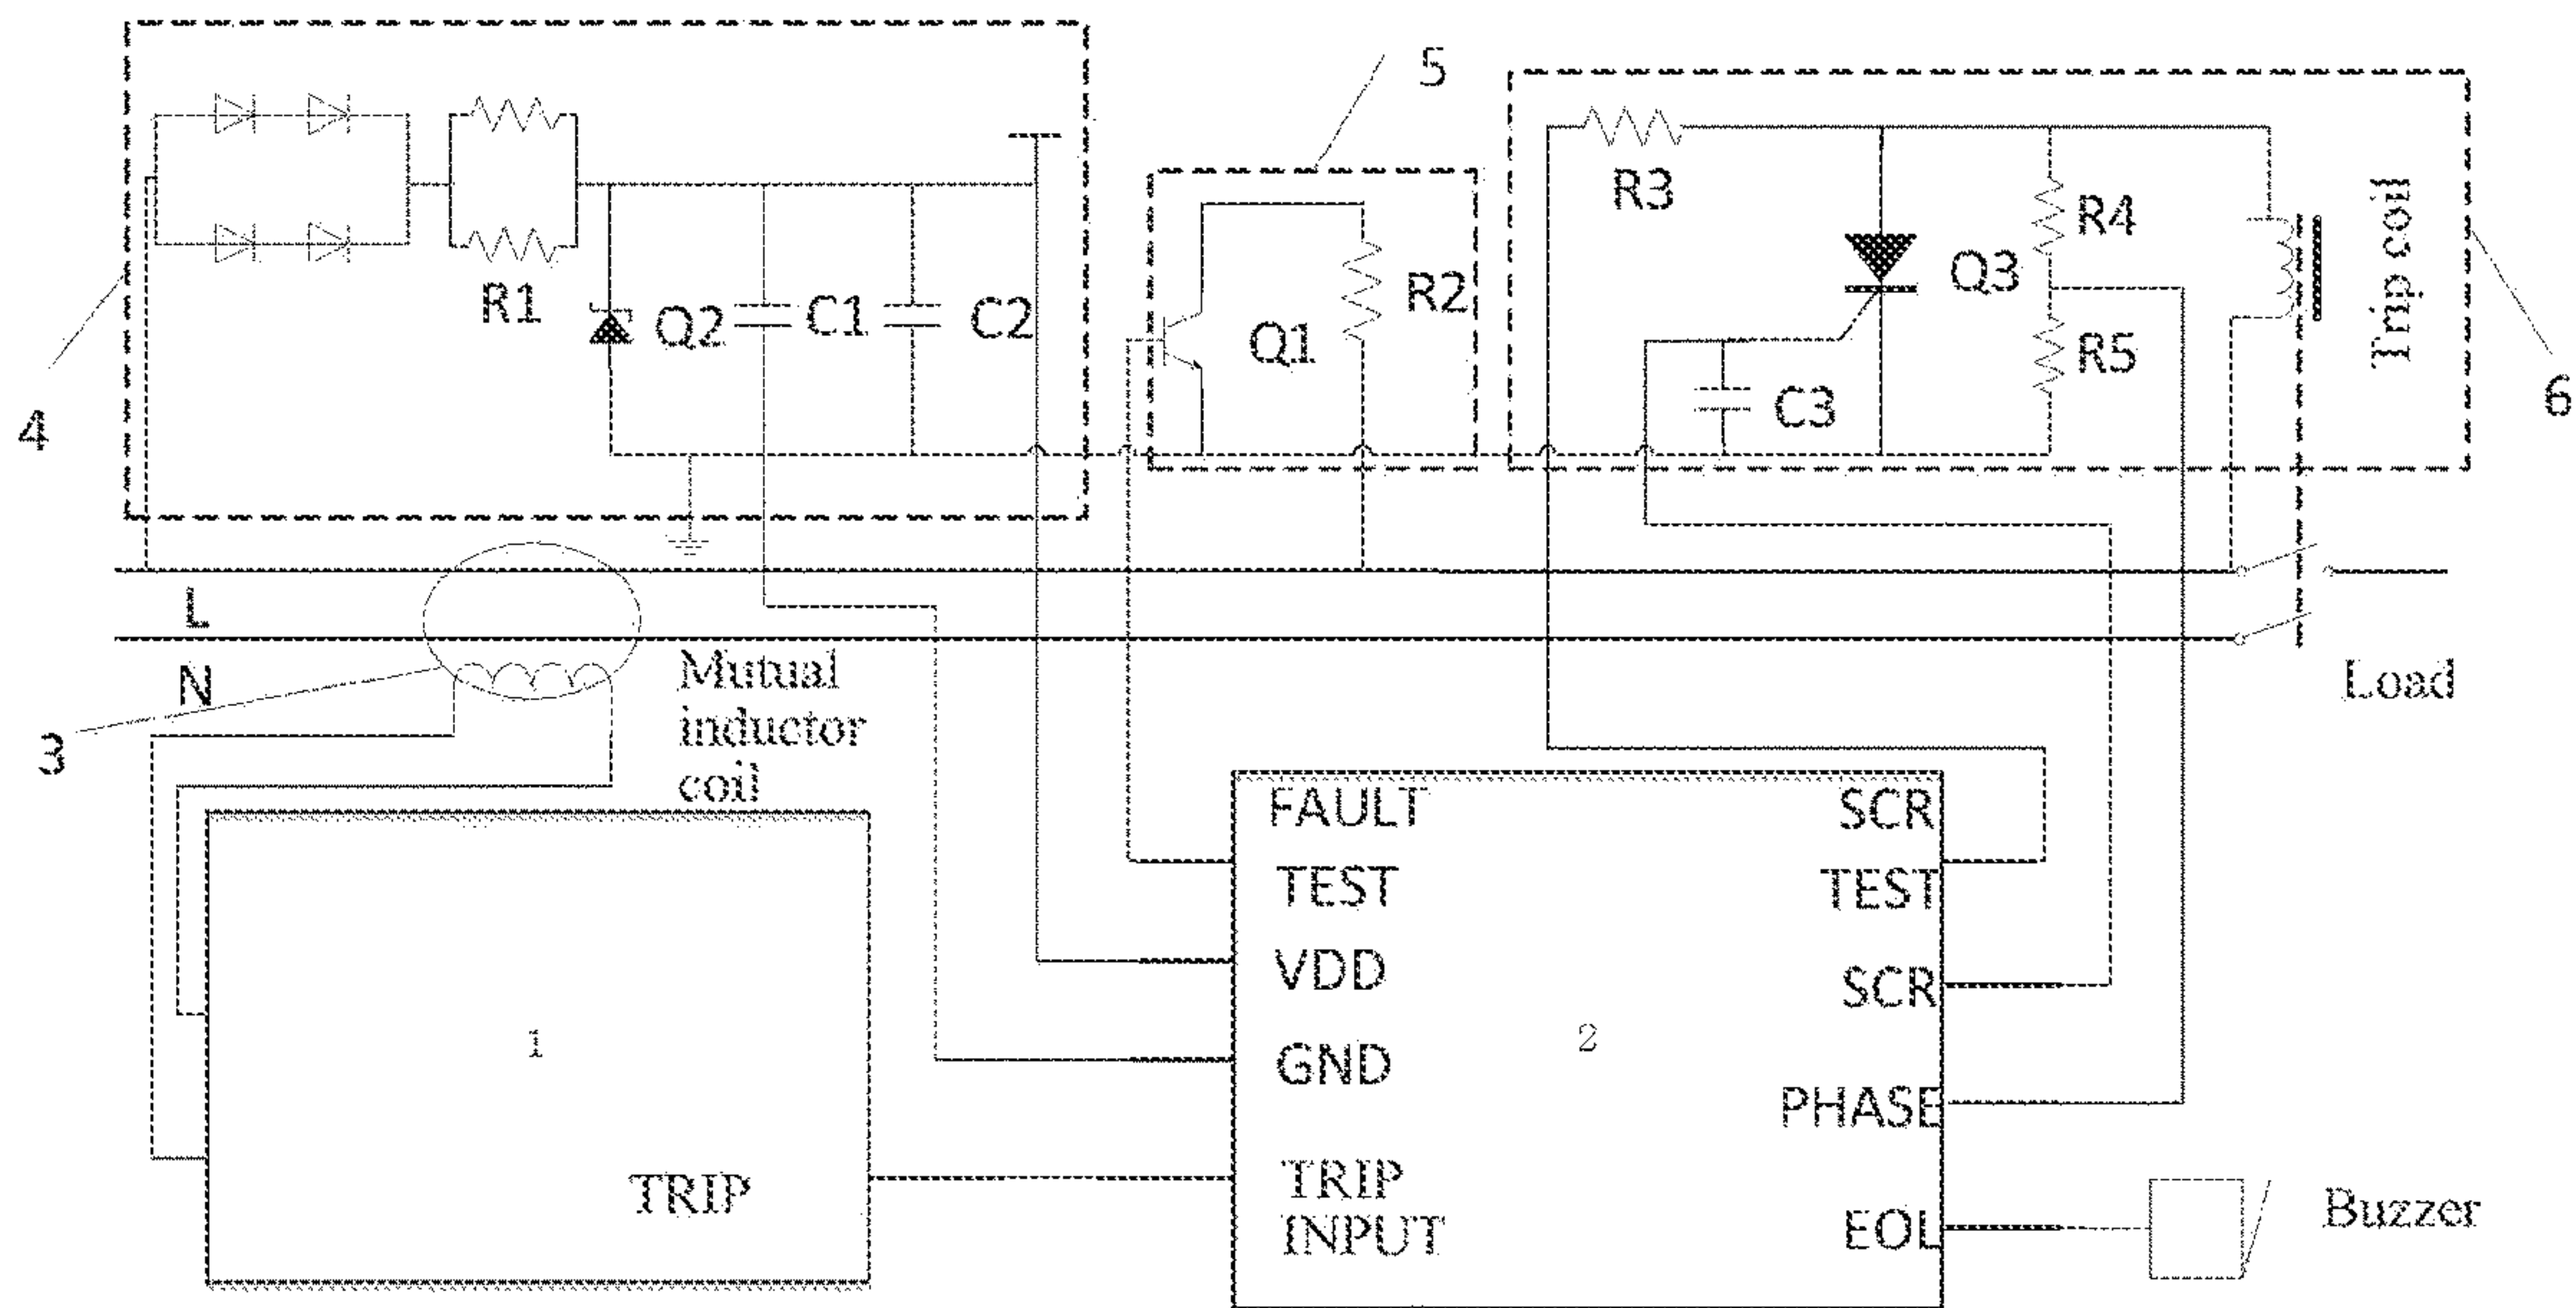 5
R3
R4
Trip coil
R1
Q2
C1
C2
Q1
R2
Q3
R5
C3
4
6
L
N
Mutual
inductor
coil
Load
3
FAULT
TEST
SCR
TEST
VDD
SCR
1
2
GND
PHASE
TRIP
TRIP
INPUT
EOL
Buzzer